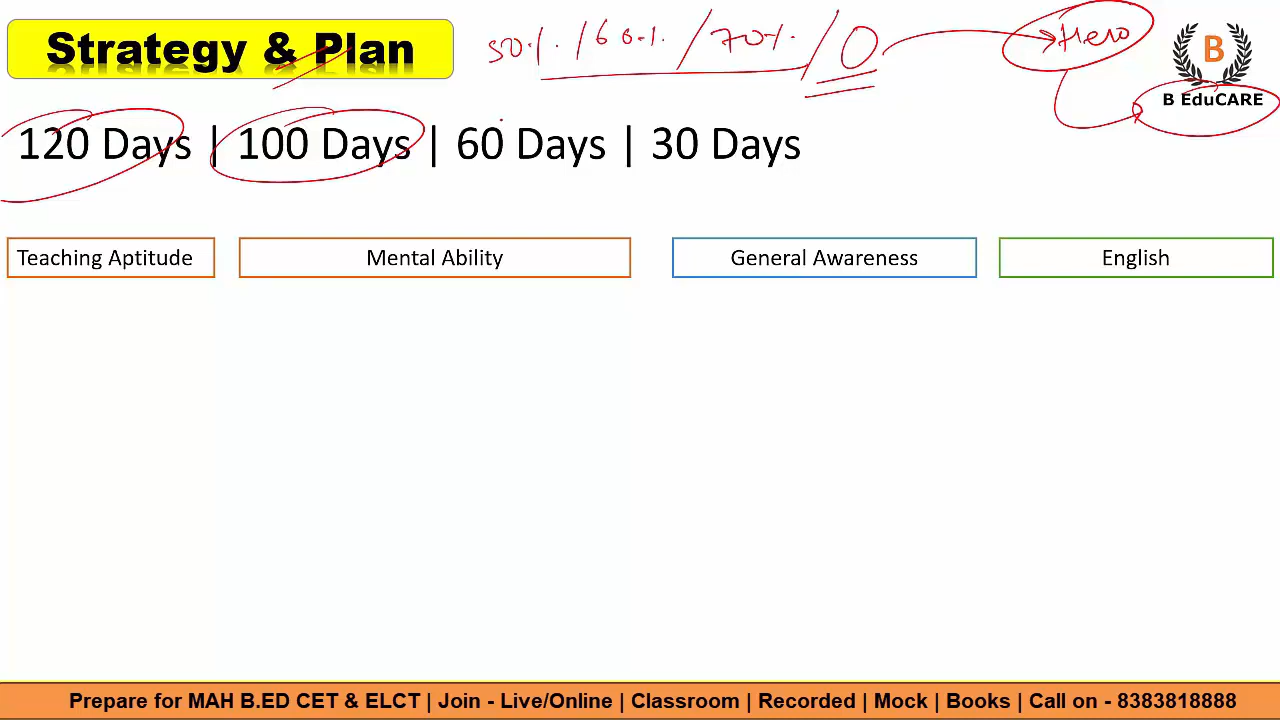 Strategy & Plan
50% / 60% / 70% / 0
Hero
B
B EduCARE
120 Days | 100 Days | 60 Days | 30 Days
Teaching Aptitude
Mental Ability
General Awareness
English
Prepare for MAH B.ED CET & ELCT | Join - Live/Online | Classroom | Recorded | Mock | Books | Call on - 8383818888